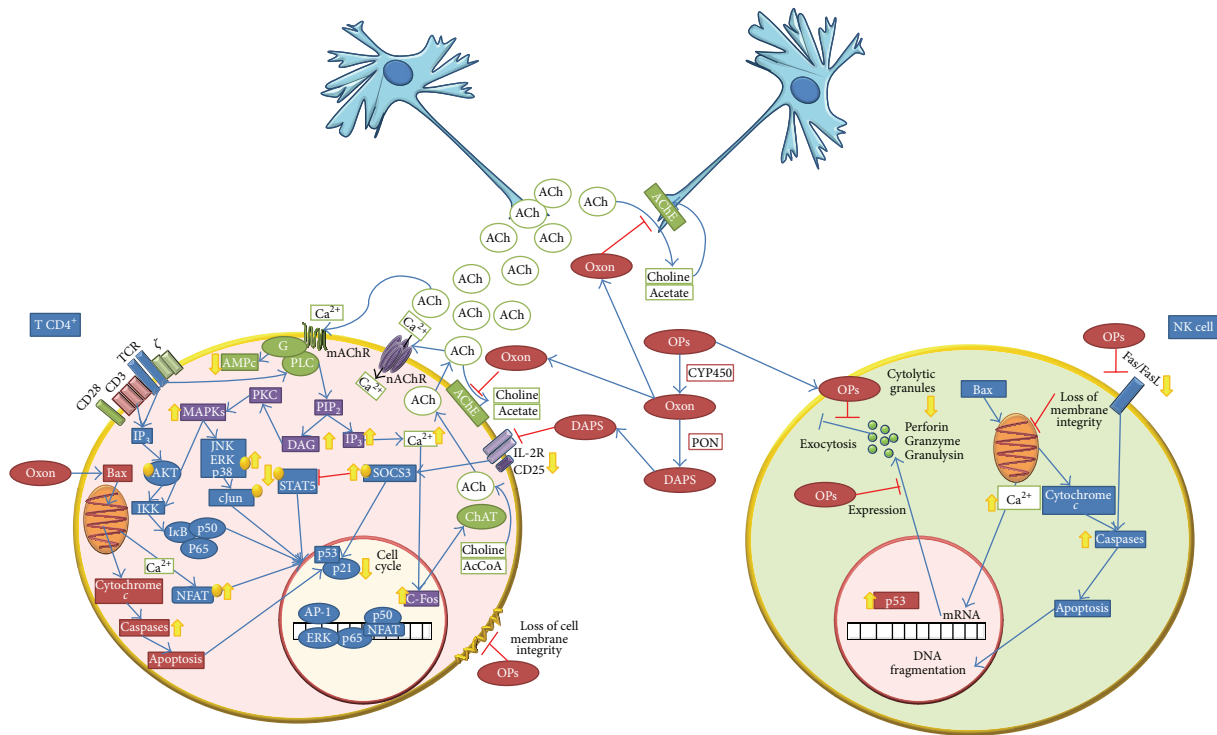 ACh
ACh
ACh
ACh
ACh
ACh
ACh
ACh
ACh
ACh
AChE
Oxon
Choline
Acetate
T CD4+
TCR
ζ
CD3
CD28
Ca2+
mAChR
G
PLC
AMPc
Ca2+
nAChR
Ca2+
ACh
ACh
AChE
Oxon
Choline
Acetate
OPs
CYP450
Oxon
PON
DAPS
DAPS
IL-2R
CD25
PKC
MAPKs
PIP2
DAG
IP3
Ca2+
IP3
JNK
ERK
p38
AKT
STAT5
SOCS3
cJun
Oxon
Bax
IKK
IκB
p50
P65
Ca2+
NFAT
Cytochrome
c
Caspases
Apoptosis
ACh
ChAT
Choline
AcCoA
p53
p21
Cell
cycle
C-Fos
AP-1
ERK
p65
p50
NFAT
Loss of cell
membrane
integrity
OPs
NK cell
OPs
Fas/FasL
OPs
Cytolytic
granules
Bax
Loss of
membrane
integrity
Exocytosis
Perforin
Granzyme
Granulysin
OPs
Expression
Ca2+
Cytochrome
c
Caspases
Apoptosis
p53
mRNA
DNA
fragmentation